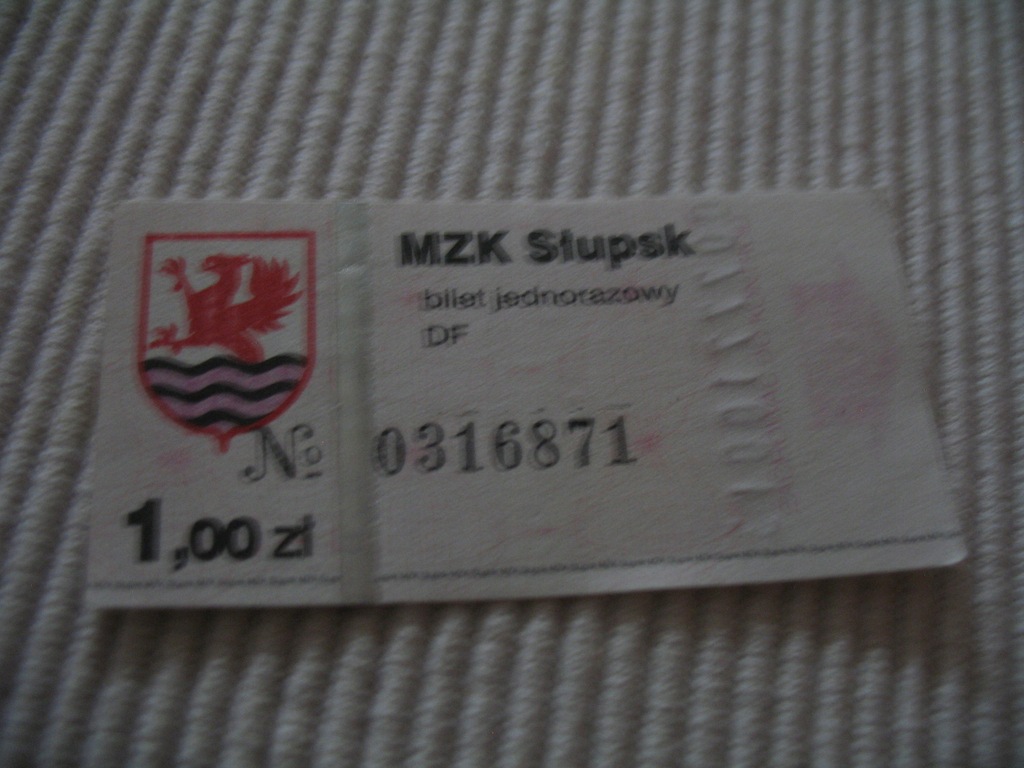 MZK Słupsk
bilet jednorazowy
DF
№ 0316871
1,00 zł